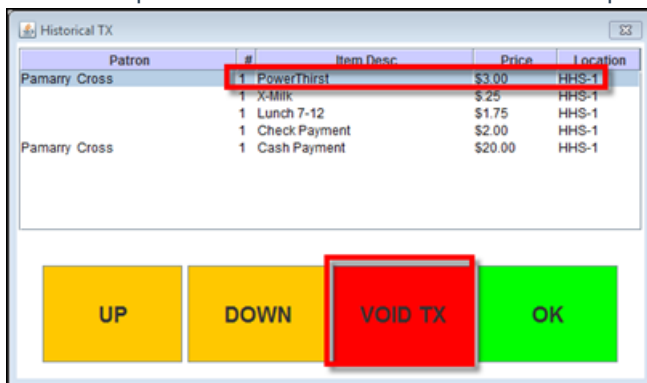 Historical TX
Patron # Item Desc Price Location
Pamarry Cross 1 PowerThirst $3.00 HHS-1
1 X-Milk $.25 HHS-1
1 Lunch 7-12 $1.75 HHS-1
1 Check Payment $2.00 HHS-1
Pamarry Cross 1 Cash Payment $20.00 HHS-1
UP DOWN VOID TX OK